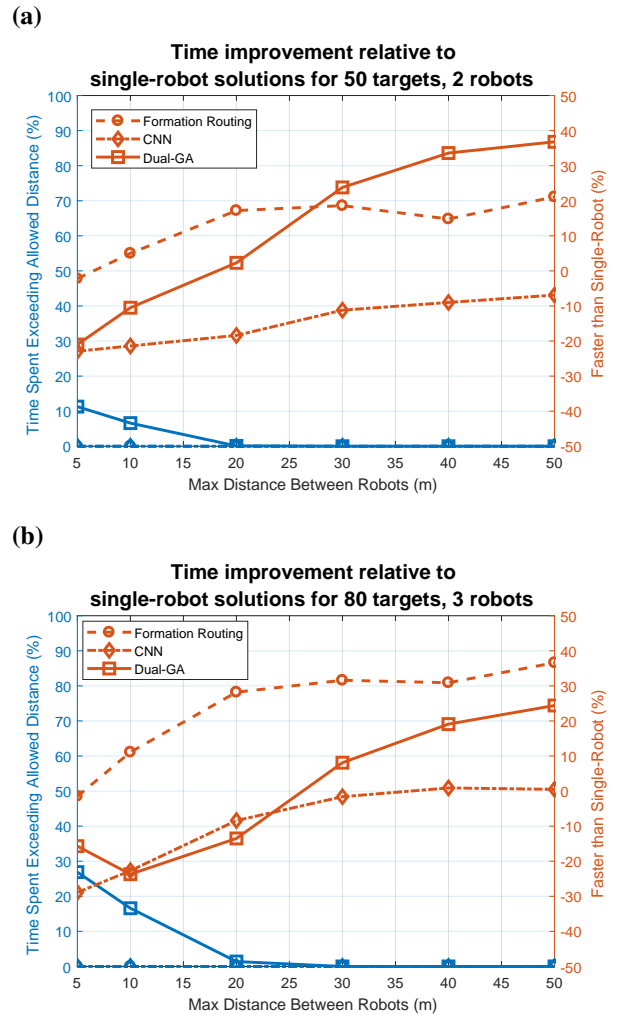 (a)
Time improvement relative to
single-robot solutions for 50 targets, 2 robots
Time Spent Exceeding Allowed Distance (%)
100
90
80
70
60
50
40
30
20
10
0
Formation Routing
CNN
Dual-GA
50
40
30
20
10
0
-10
-20
-30
-40
-50
Faster than Single-Robot (%)
5 10 15 20 25 30 35 40 45 50
Max Distance Between Robots (m)
(b)
Time improvement relative to
single-robot solutions for 80 targets, 3 robots
Time Spent Exceeding Allowed Distance (%)
100
90
80
70
60
50
40
30
20
10
0
Formation Routing
CNN
Dual-GA
50
40
30
20
10
0
-10
-20
-30
-40
-50
Faster than Single-Robot (%)
5 10 15 20 25 30 35 40 45 50
Max Distance Between Robots (m)